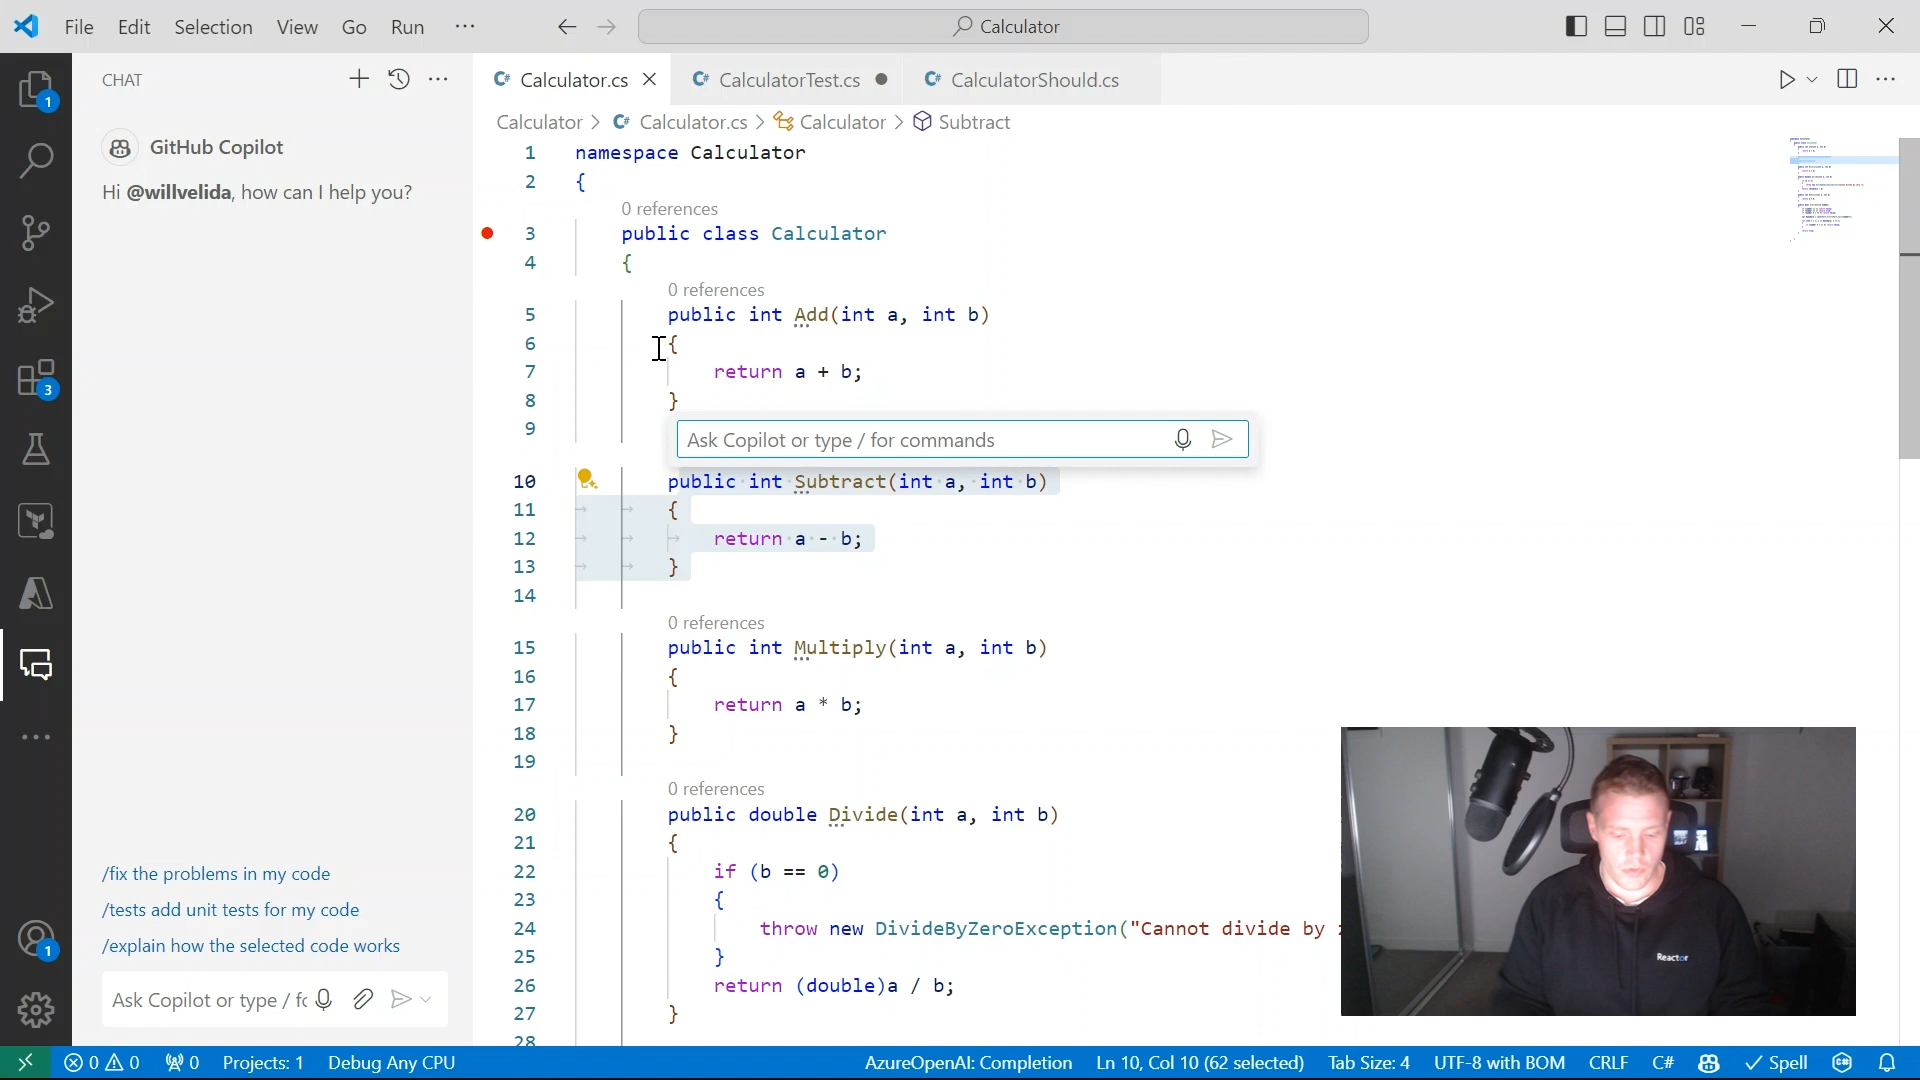 File Edit Selection View Go Run ··· Calculator
CHAT
Calculator.cs CalculatorTest.cs CalculatorShould.cs
1
GitHub Copilot
Hi @willvelida, how can I help you?
Calculator > Calculator.cs > Calculator > Subtract
1 namespace Calculator
2 {
0 references
3 public class Calculator
4 {
0 references
5 public int Add(int a, int b)
6 {
7 return a + b;
8 }
9
Ask Copilot or type / for commands
10 public int Subtract(int a, int b)
11 {
12 return a - b;
13 }
14
0 references
15 public int Multiply(int a, int b)
16 {
17 return a * b;
18 }
19
0 references
20 public double Divide(int a, int b)
21 {
22 if (b == 0)
23 {
24 throw new DivideByZeroException("Cannot divide by
25 }
26 return (double)a / b;
27 }
28
3
/fix the problems in my code
/tests add unit tests for my code
/explain how the selected code works
1
Ask Copilot or type / fo
Reactor
0 0 0 Projects: 1 Debug Any CPU AzureOpenAI: Completion Ln 10, Col 10 (62 selected) Tab Size: 4 UTF-8 with BOM CRLF C# Spell